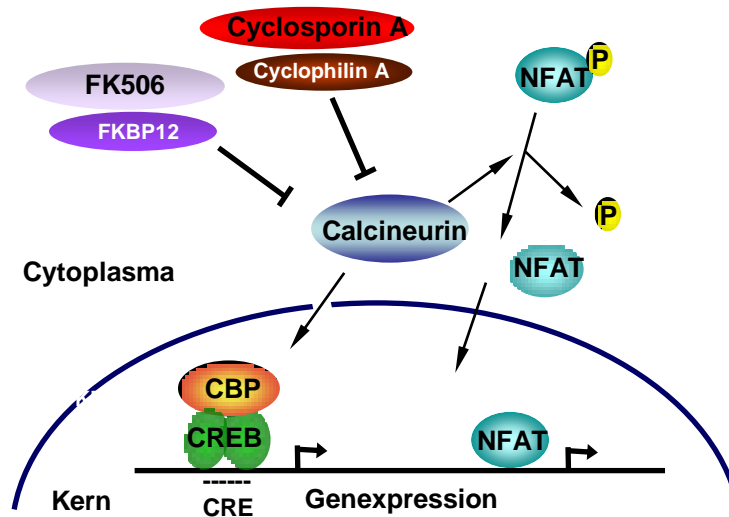 Cyclosporin A
Cyclophilin A
FK506
FKBP12
NFAT
P
Calcineurin
P
NFAT
Cytoplasma
CBP
CREB
NFAT
CRE
Kern
Genexpression